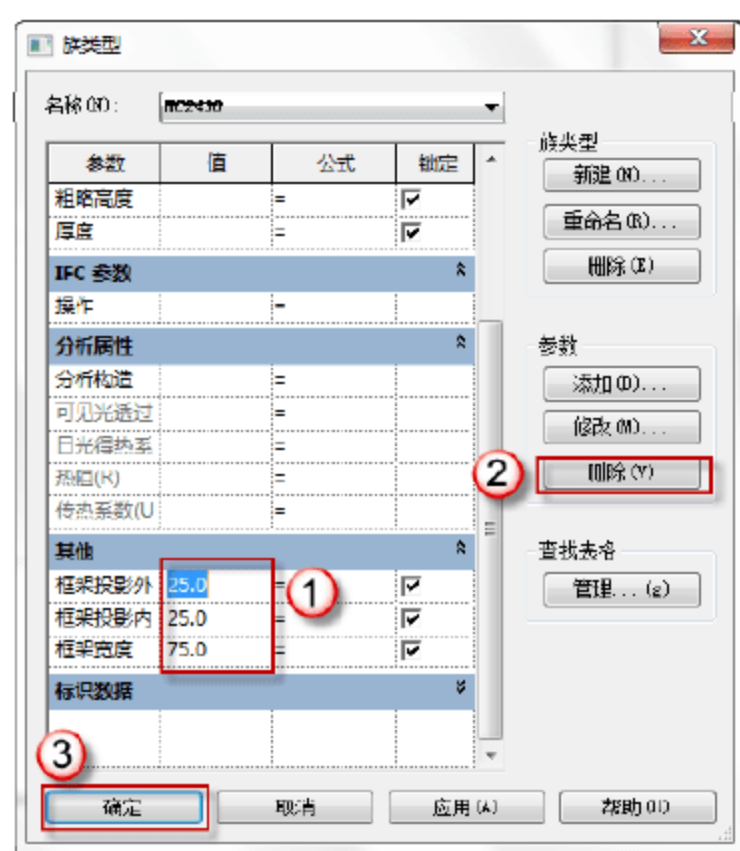 族类型
名称(N):
族类型
参数 值 公式 锁定
新建(N)...
粗略高度 =
重命名(R)...
厚度 =
删除(E)
IFC 参数
操作 =
分析属性
参数
分析构造 =
添加(D)...
可见光透过 =
修改(M)...
日光得热系 =
热阻(R) =
2
删除(V)
传热系数(U =
其他
查找表格
框架投影外 25.0 =
1
管理...(g)
框架投影内 25.0 =
框架宽度 75.0 =
标识数据
3
确定 取消 应用(A) 帮助(H)